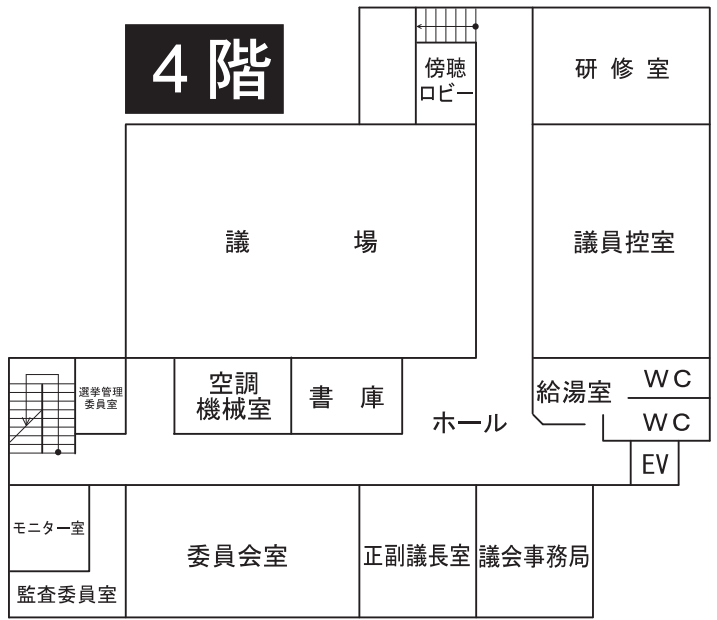 4階
傍聴
ロビー
研修室
議場
議員控室
選挙管理
委員室
空調
機械室
書庫
ホール
給湯室
WC
WC
EV
モニター室
監査委員室
委員会室
正副議長室
議会事務局